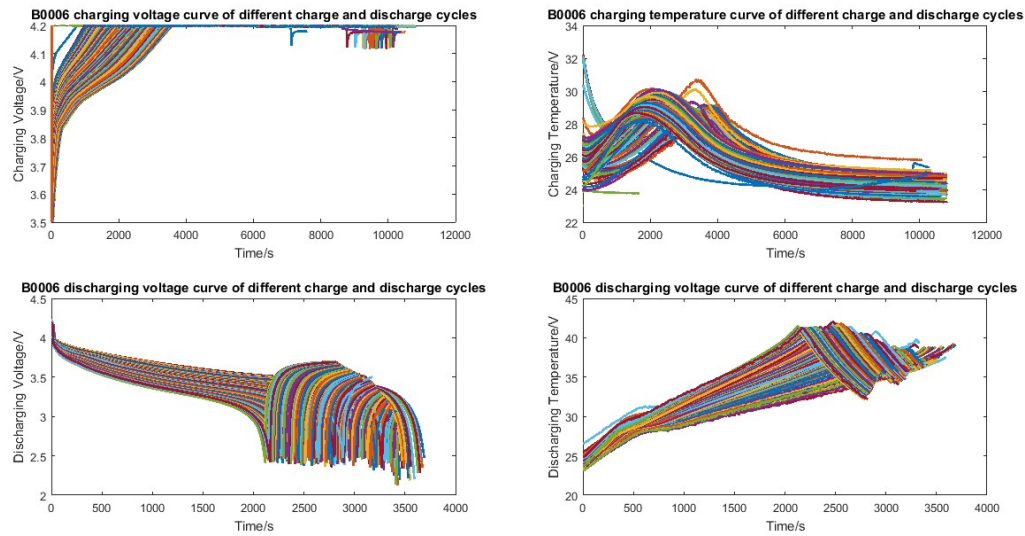 B0006 charging voltage curve of different charge and discharge cycles
4.2
4.1
4
3.9
3.8
3.7
3.6
3.5
Charging Voltage/V
0 2000 4000 6000 8000 10000 12000
Time/s
B0006 charging temperature curve of different charge and discharge cycles
34
32
30
28
26
24
22
Charging Temperature/V
0 2000 4000 6000 8000 10000 12000
Time/s
B0006 discharging voltage curve of different charge and discharge cycles
4.5
4
3.5
3
2.5
2
Discharging Voltage/V
0 500 1000 1500 2000 2500 3000 3500 4000
Time/s
B0006 discharging voltage curve of different charge and discharge cycles
45
40
35
30
25
20
Discharging Temperature/V
0 500 1000 1500 2000 2500 3000 3500 4000
Time/s